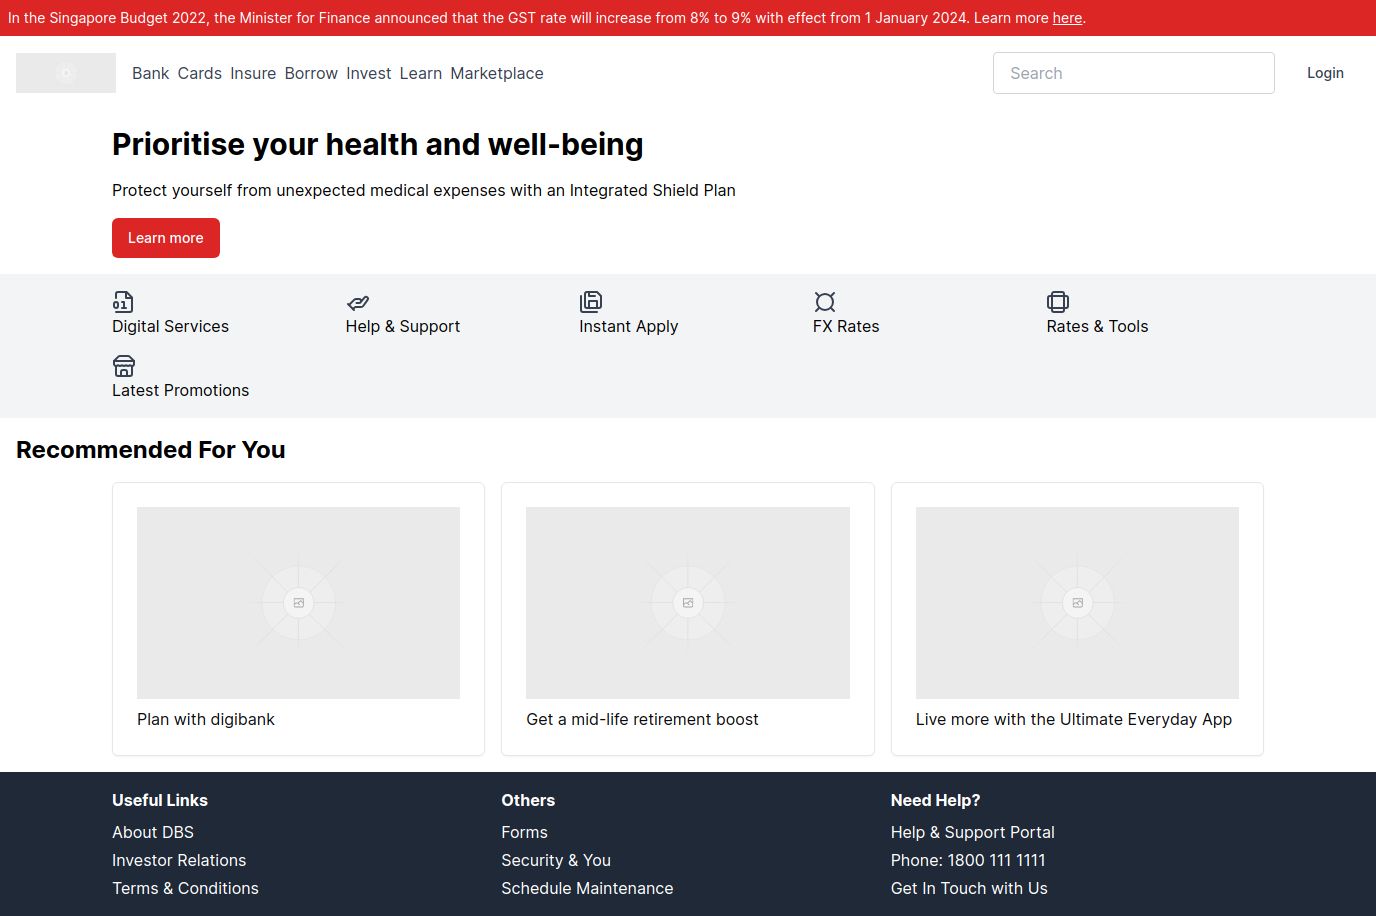 In the Singapore Budget 2022, the Minister for Finance announced that the GST rate will increase from 8% to 9% with effect from 1 January 2024. Learn more here.
Bank Cards Insure Borrow Invest Learn Marketplace
Search
Login
Prioritise your health and well-being
Protect yourself from unexpected medical expenses with an Integrated Shield Plan
Learn more
Digital Services
Help & Support
Instant Apply
FX Rates
Rates & Tools
Latest Promotions
Recommended For You
Plan with digibank
Get a mid-life retirement boost
Live more with the Ultimate Everyday App
Useful Links
About DBS
Investor Relations
Terms & Conditions
Others
Forms
Security & You
Schedule Maintenance
Need Help?
Help & Support Portal
Phone: 1800 111 1111
Get In Touch with Us